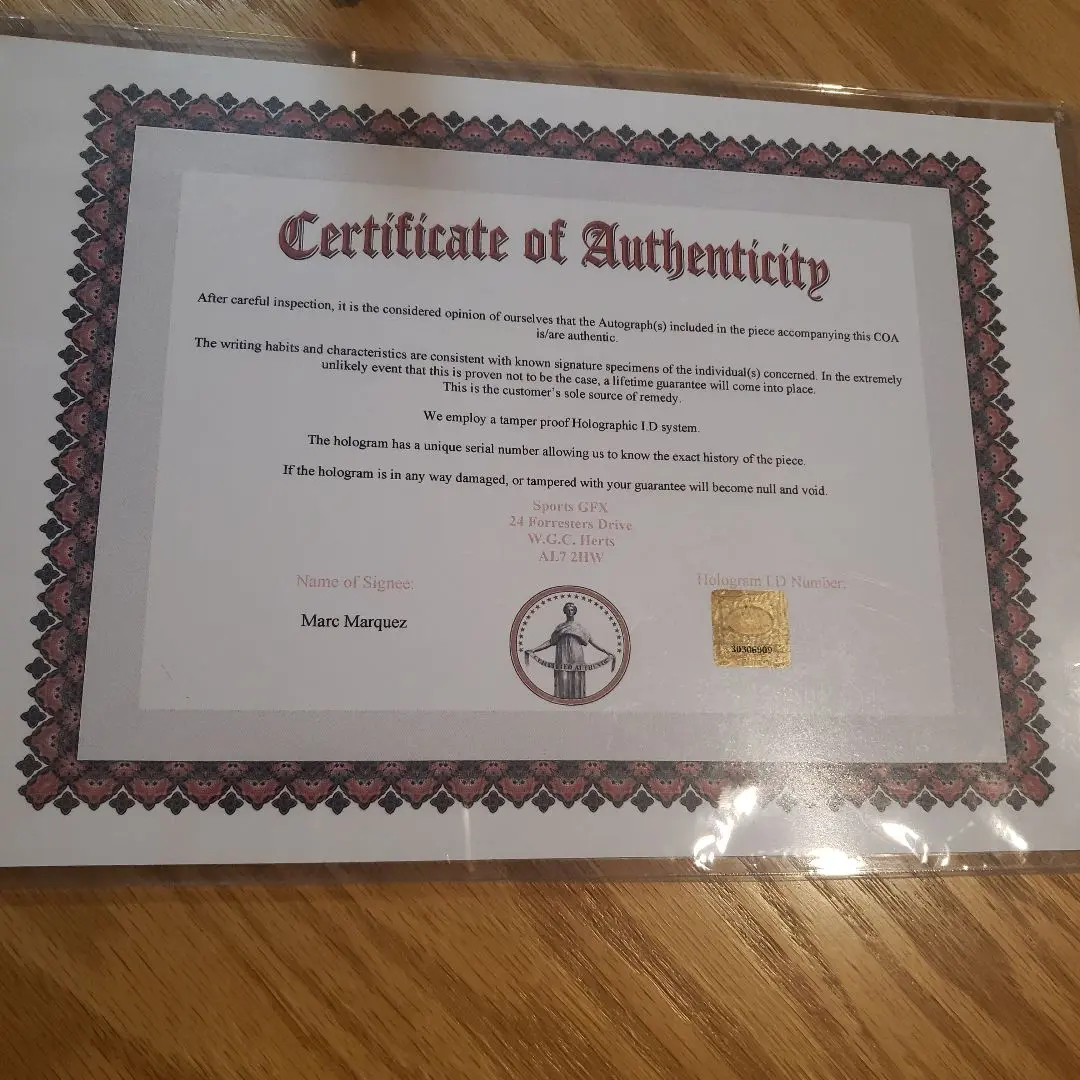 Certificate of Authenticity
After careful inspection, it is the considered opinion of ourselves that the Autograph(s) included in the piece accompanying this COA
is/are authentic.
The writing habits and characteristics are consistent with known signature specimens of the individual(s) concerned. In the extremely
unlikely event that this is proven not to be the case, a lifetime guarantee will come into place.
This is the customer's sole source of remedy.
We employ a tamper proof Holographic I.D system.
The hologram has a unique serial number allowing us to know the exact history of the piece.
If the hologram is in any way damaged, or tampered with your guarantee will become null and void.
Sports GFX
24 Forresters Drive
W.G.C. Herts
AL7 2HW
Name of Signee:
Hologram I.D Number:
Marc Marquez
CERTIFIED AUTHENTIC
30306909